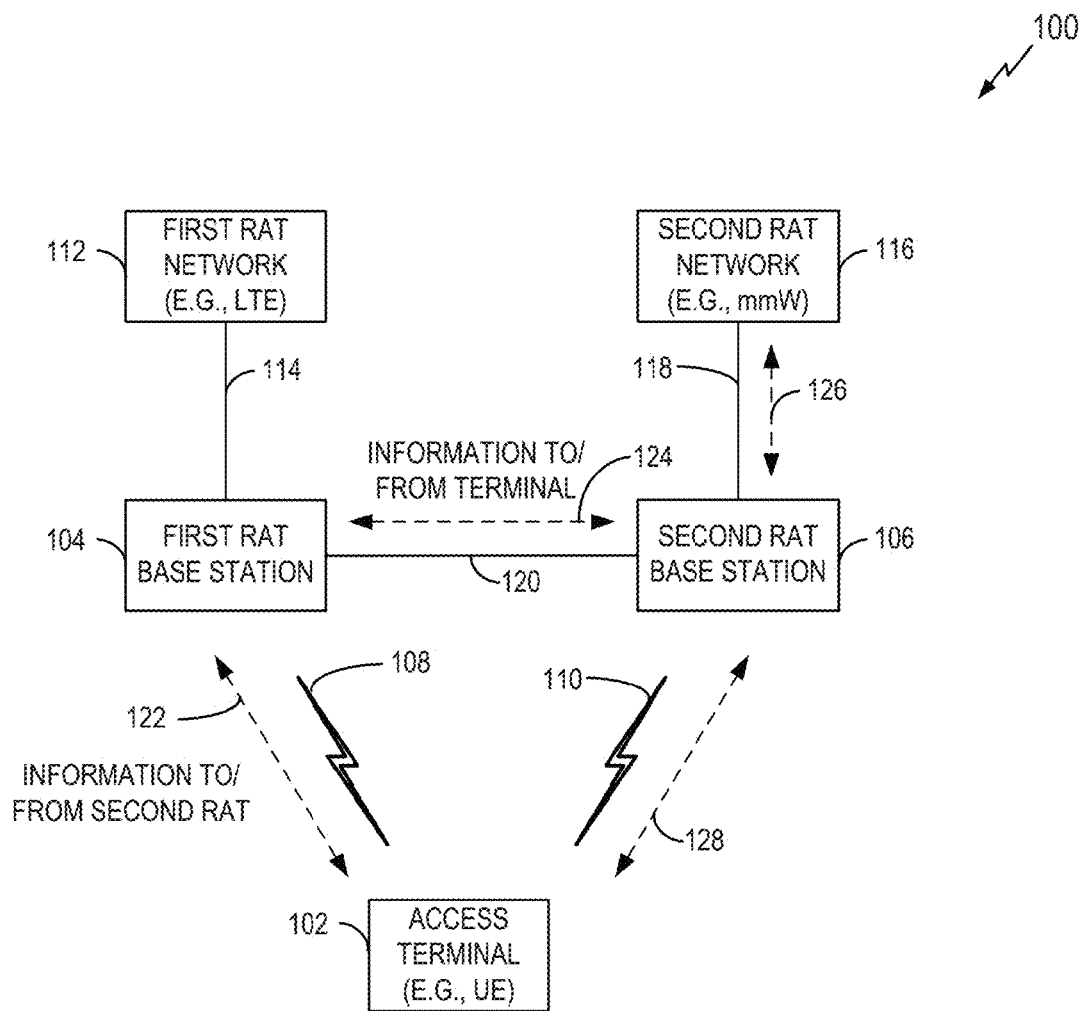 100
FIRST RAT
NETWORK
(E.G., LTE)
112
SECOND RAT
NETWORK
(E.G., mmW)
116
114
118
126
INFORMATION TO/
FROM TERMINAL
124
104
FIRST RAT
BASE STATION
SECOND RAT
BASE STATION
106
120
108
110
122
INFORMATION TO/
FROM SECOND RAT
128
102
ACCESS
TERMINAL
(E.G., UE)